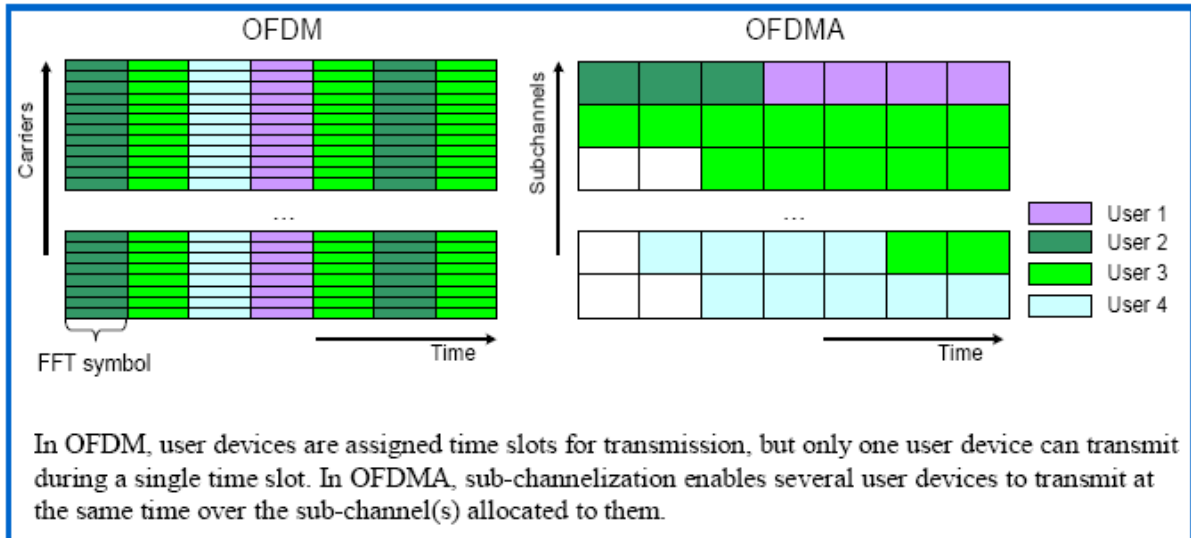 OFDM
OFDMA
Carriers
Subchannels
...
...
User 1
User 2
User 3
User 4
Time
Time
FFT symbol
In OFDM, user devices are assigned time slots for transmission, but only one user device can transmit
during a single time slot. In OFDMA, sub-channelization enables several user devices to transmit at
the same time over the sub-channel(s) allocated to them.